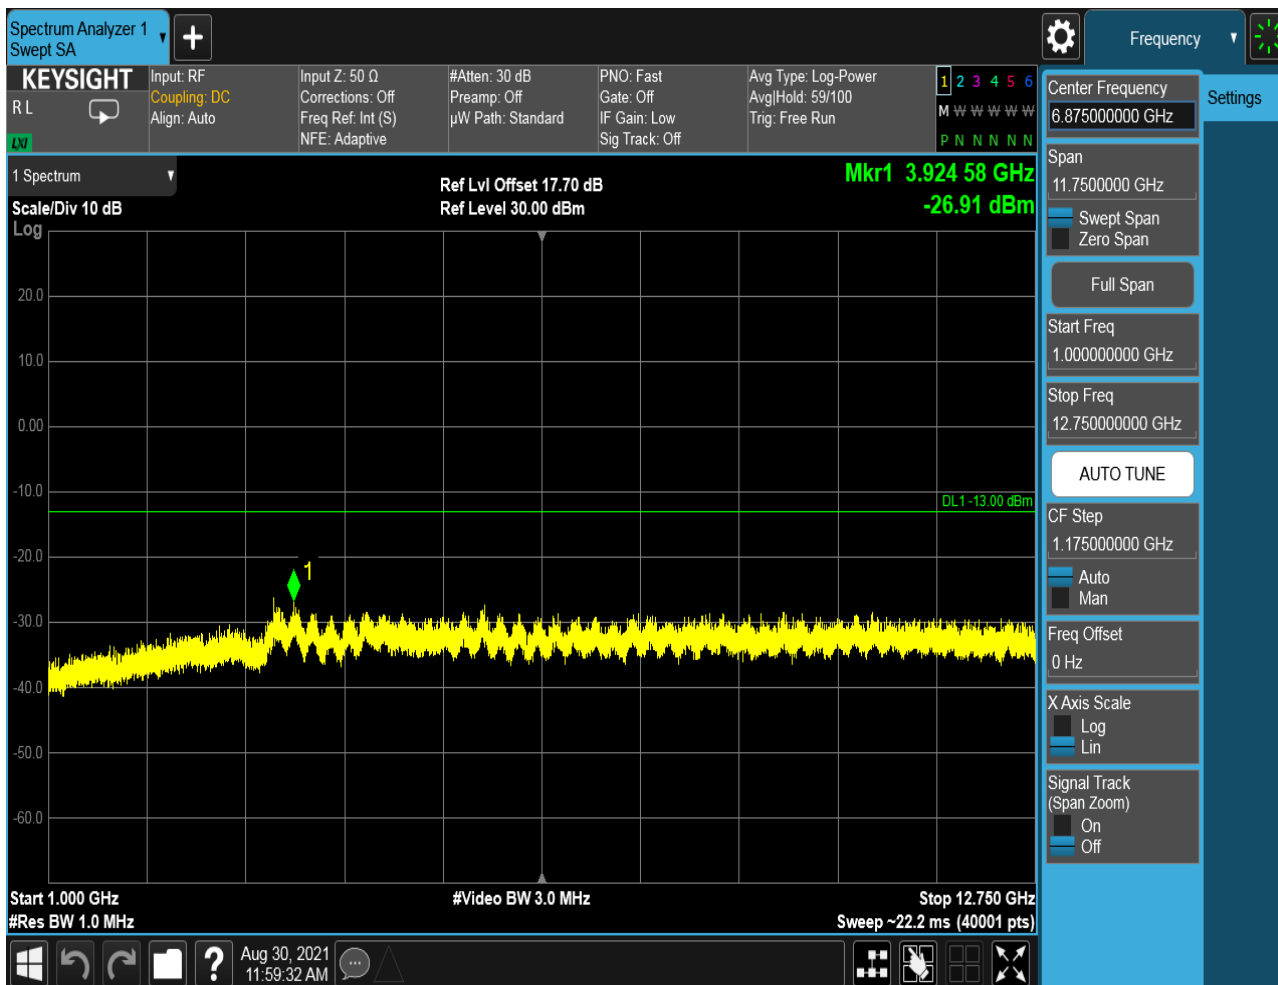 Spectrum Analyzer 1
Swept SA
Frequency
KEYSIGHT
R L
LXI
Input: RF
Coupling: DC
Align: Auto
Input Z: 50 Ω
Corrections: Off
Freq Ref: Int (S)
NFE: Adaptive
#Atten: 30 dB
Preamp: Off
µW Path: Standard
PNO: Fast
Gate: Off
IF Gain: Low
Sig Track: Off
Avg Type: Log-Power
Avg|Hold: 59/100
Trig: Free Run
1 2 3 4 5 6
M W W W W W
P N N N N N
1 Spectrum
Scale/Div 10 dB
Log
Ref Lvl Offset 17.70 dB
Ref Level 30.00 dBm
Mkr1 3.924 58 GHz
-26.91 dBm
20.0
10.0
0.00
-10.0
DL1 -13.00 dBm
-20.0
1
-30.0
-40.0
-50.0
-60.0
Start 1.000 GHz
#Res BW 1.0 MHz
#Video BW 3.0 MHz
Stop 12.750 GHz
Sweep ~22.2 ms (40001 pts)
Aug 30, 2021
11:59:32 AM
Center Frequency
6.875000000 GHz
Settings
Span
11.7500000 GHz
Swept Span
Zero Span
Full Span
Start Freq
1.000000000 GHz
Stop Freq
12.750000000 GHz
AUTO TUNE
CF Step
1.175000000 GHz
Auto
Man
Freq Offset
0 Hz
X Axis Scale
Log
Lin
Signal Track
(Span Zoom)
On
Off